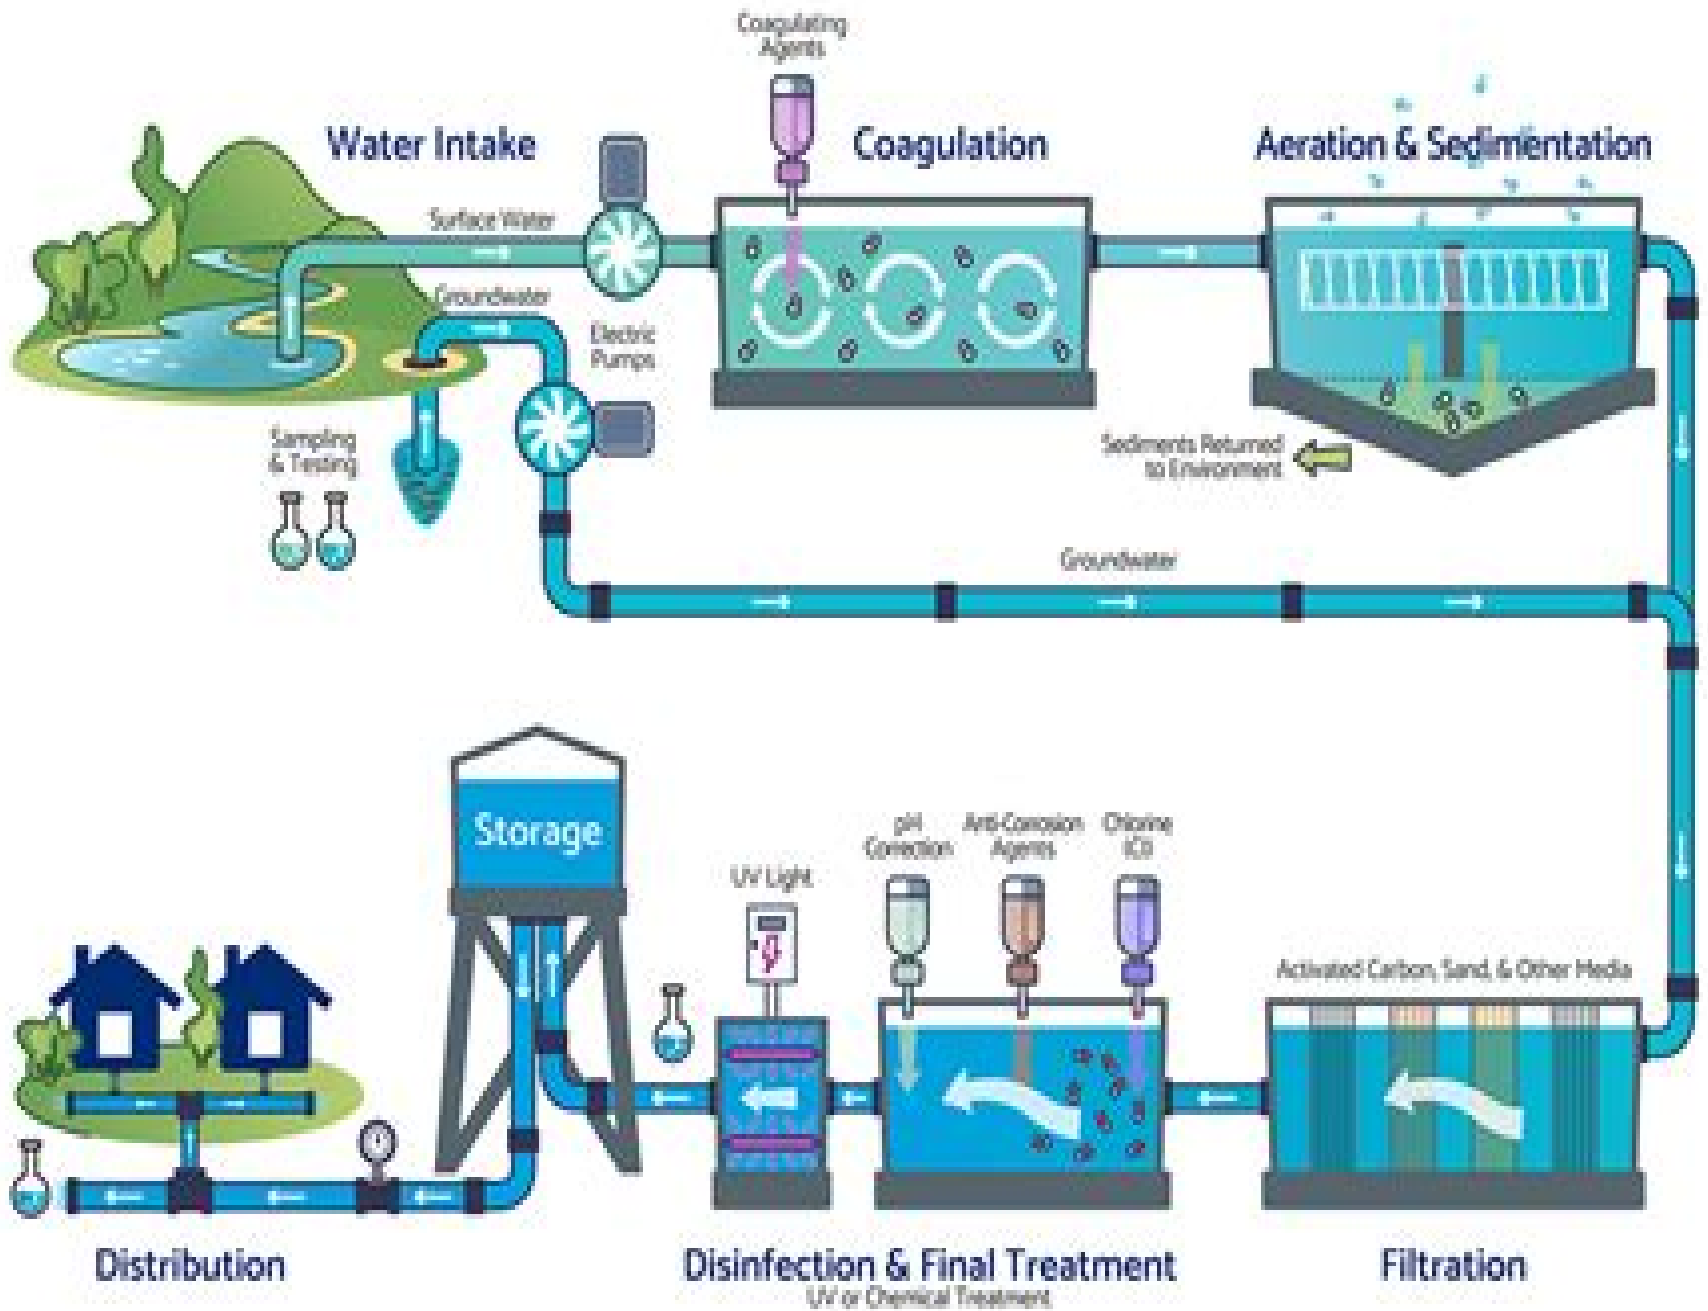 Coagulating
Agents
Water Intake
Coagulation
Aeration & Sedimentation
Surface Water
Groundwater
Electric
Pumps
Sampling
& Testing
Sediments Returned
to Environment
Groundwater
Storage
pH
Correction
Anti-Corrosion
Agents
Chlorine
(Cl)
UV Light
Activated Carbon, Sand, & Other Media
Distribution
Disinfection & Final Treatment
UV or Chemical Treatment
Filtration